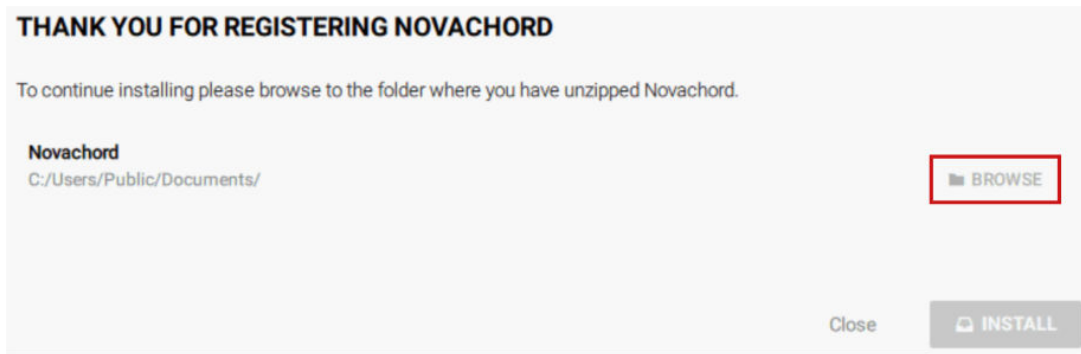 THANK YOU FOR REGISTERING NOVACHORD
To continue installing please browse to the folder where you have unzipped Novachord.
Novachord
C:/Users/Public/Documents/
BROWSE
Close
INSTALL